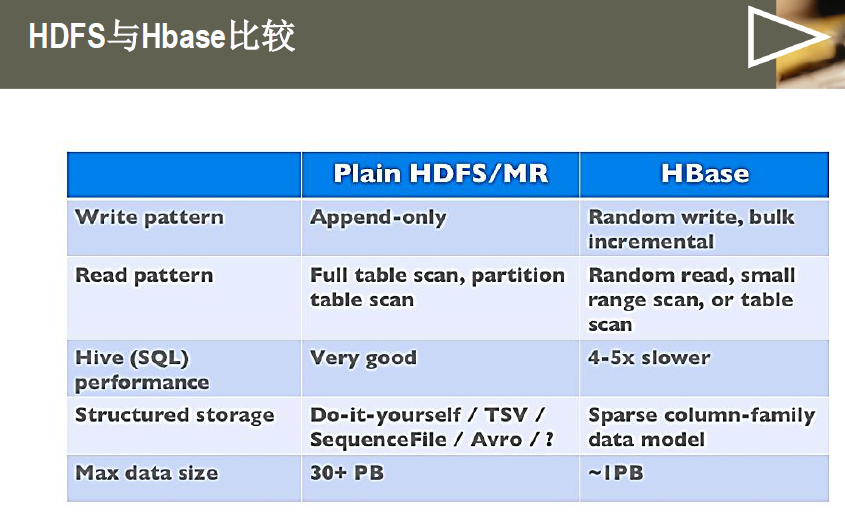 HDFS与Hbase比较
Plain HDFS/MR HBase
Write pattern Append-only Random write, bulk
incremental
Read pattern Full table scan, partition Random read, small
table scan range scan, or table
scan
Hive (SQL) Very good 4-5x slower
performance
Structured storage Do-it-yourself / TSV / Sparse column-family
SequenceFile / Avro / ? data model
Max data size 30+ PB ~1PB